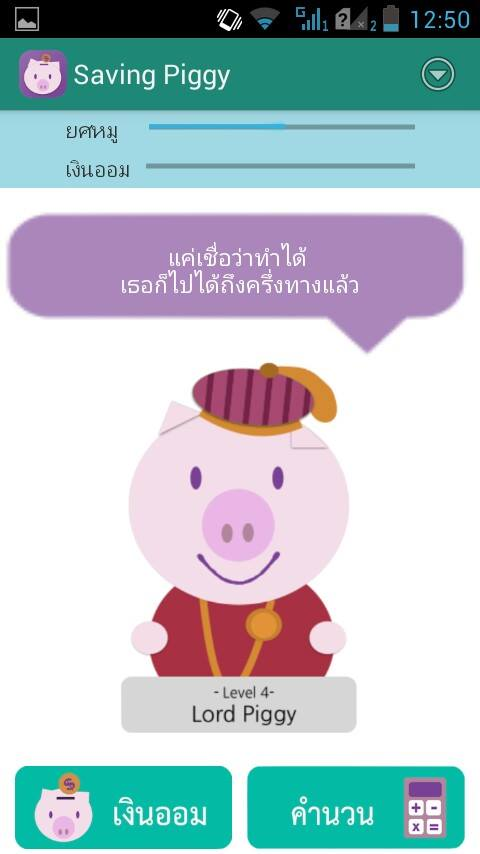 12:50
Saving Piggy
ยศหมู
เงินออม
แค่เชื่อว่าทำได้
เธอก็ไปได้ถึงครึ่งทางแล้ว
- Level 4-
Lord Piggy
เงินออม
คำนวน